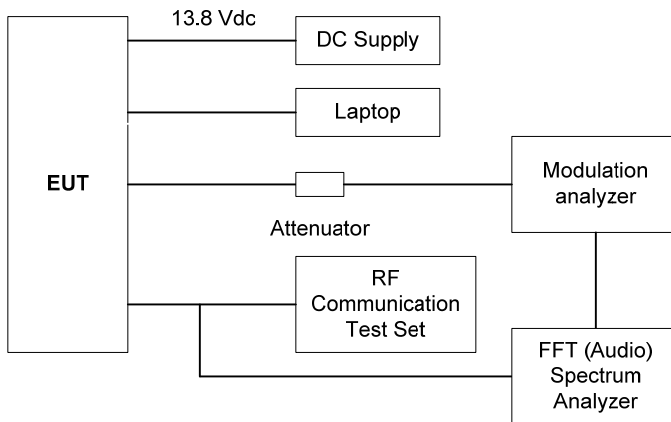 13.8 Vdc
DC Supply
Laptop
EUT
Modulation
analyzer
Attenuator
RF
Communication
Test Set
FFT (Audio)
Spectrum
Analyzer